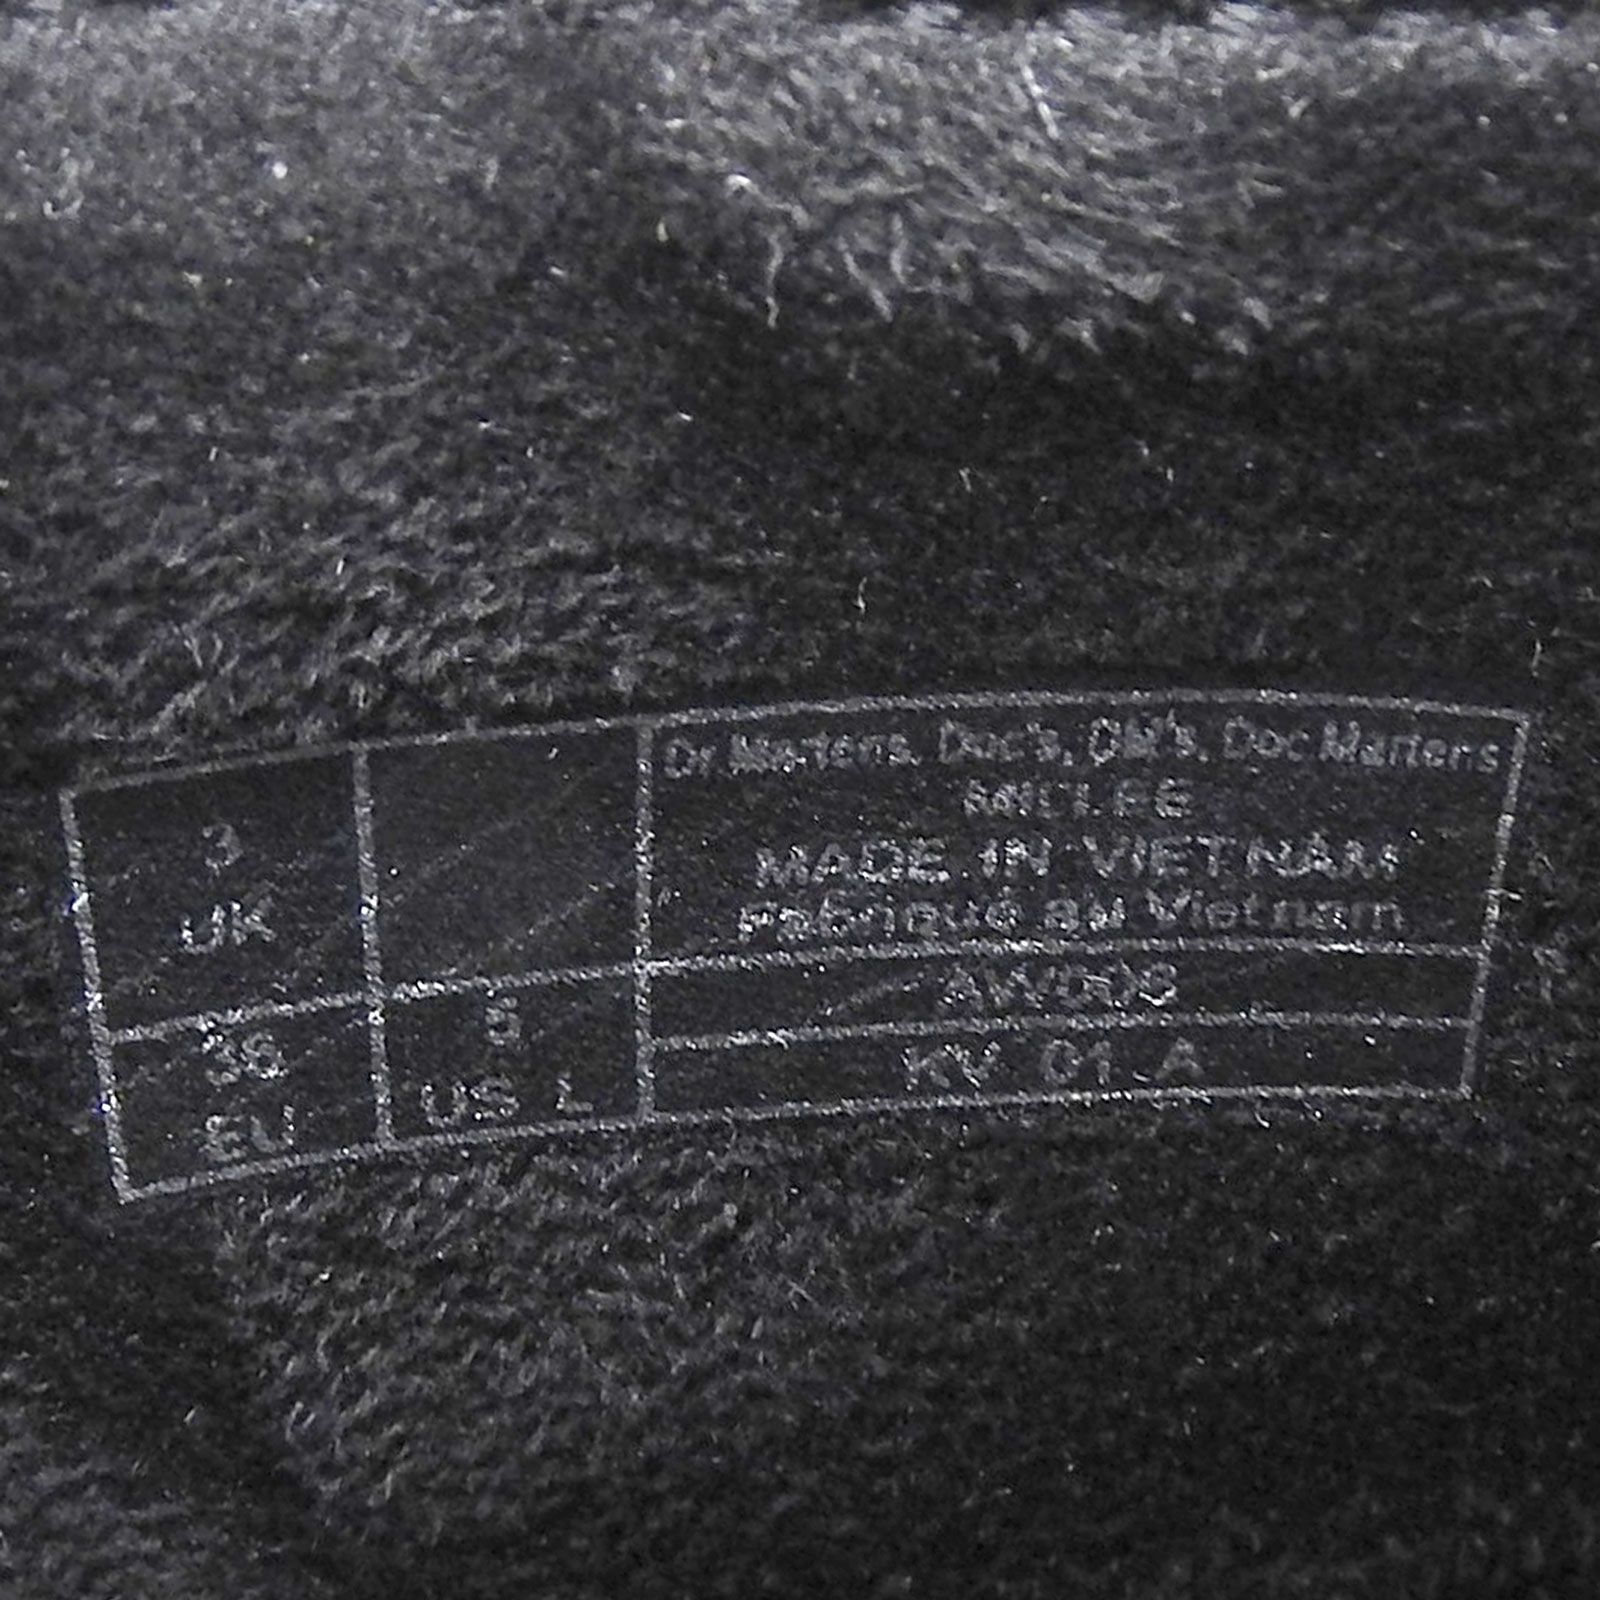 3
UK
36
EU
5
US L
Dr. Martens, Doc's, DM's, Doc Martens
MADE IN VIETNAM
Fabriqué au Vietnam
KV 01 A